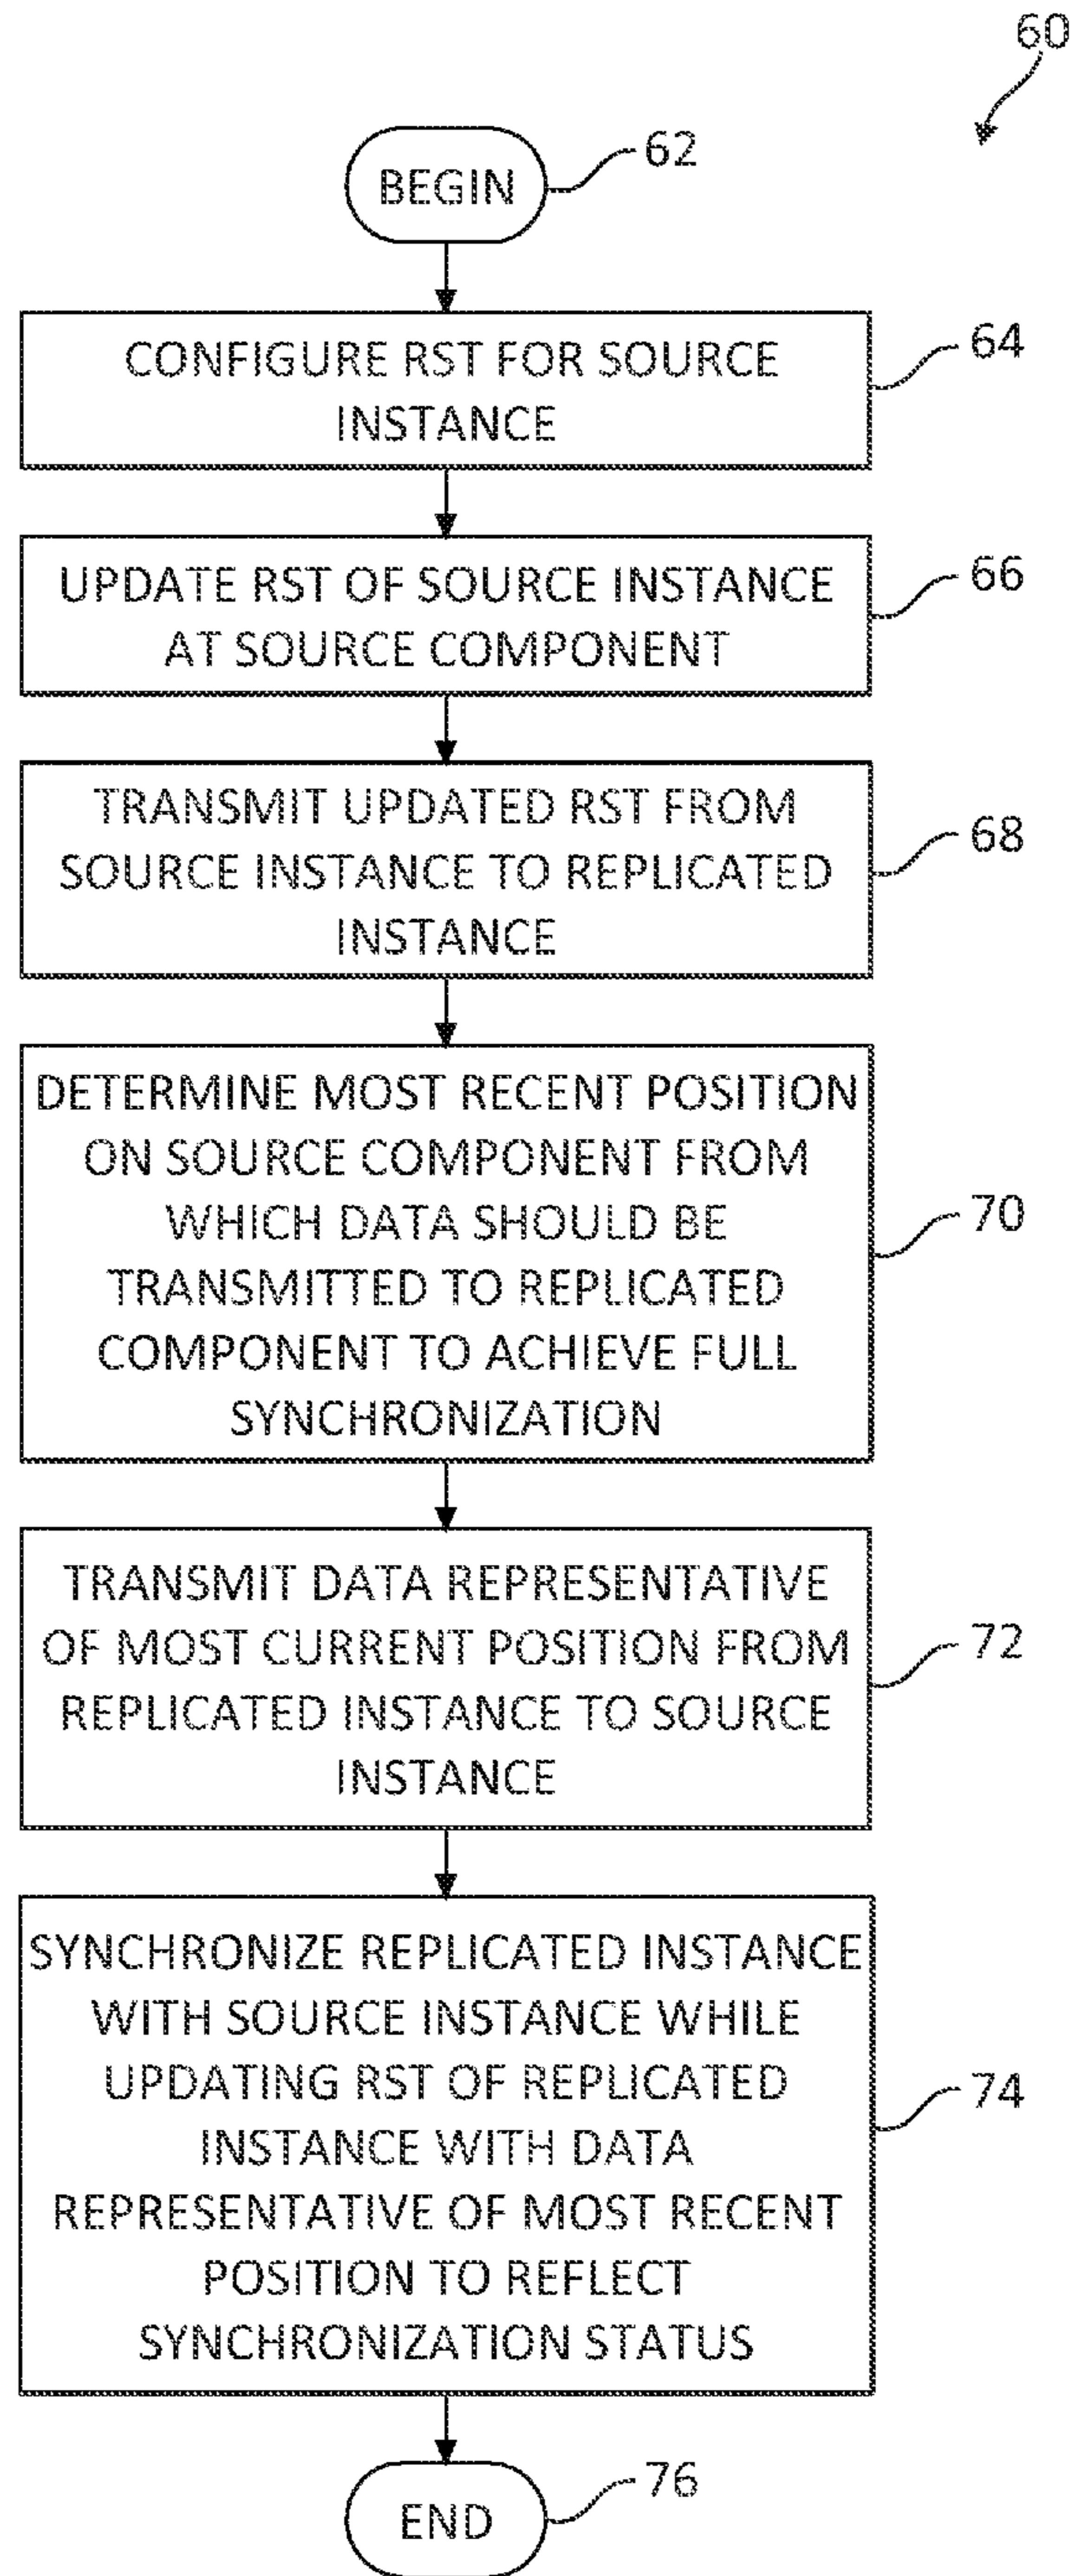 60
BEGIN
62
CONFIGURE RST FOR SOURCE
INSTANCE
64
UPDATE RST OF SOURCE INSTANCE
AT SOURCE COMPONENT
66
TRANSMIT UPDATED RST FROM
SOURCE INSTANCE TO REPLICATED
INSTANCE
68
DETERMINE MOST RECENT POSITION
ON SOURCE COMPONENT FROM
WHICH DATA SHOULD BE
TRANSMITTED TO REPLICATED
COMPONENT TO ACHIEVE FULL
SYNCHRONIZATION
70
TRANSMIT DATA REPRESENTATIVE
OF MOST CURRENT POSITION FROM
REPLICATED INSTANCE TO SOURCE
INSTANCE
72
SYNCHRONIZE REPLICATED INSTANCE
WITH SOURCE INSTANCE WHILE
UPDATING RST OF REPLICATED
INSTANCE WITH DATA
REPRESENTATIVE OF MOST RECENT
POSITION TO REFLECT
SYNCHRONIZATION STATUS
74
END
76